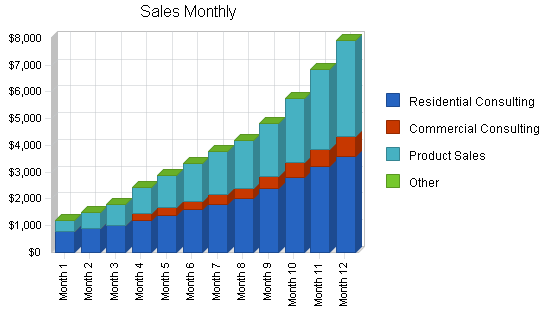 Sales Monthly
$8,000
$7,000
$6,000
$5,000
$4,000
$3,000
$2,000
$1,000
$0
Month 1
Month 2
Month 3
Month 4
Month 5
Month 6
Month 7
Month 8
Month 9
Month 10
Month 11
Month 12
Residential Consulting
Commercial Consulting
Product Sales
Other